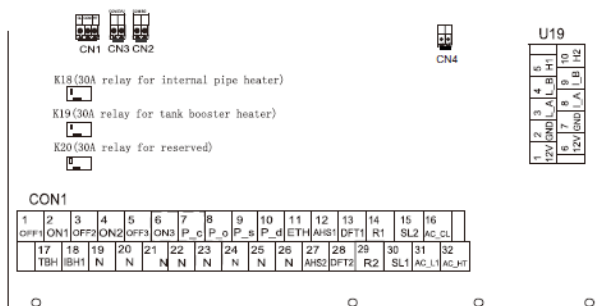 CN1 CN3 CN2
CN4
U19
K18(30A relay for internal pipe heater)
K19(30A relay for tank booster heater)
K20(30A relay for reserved)
5 H1 10 H2
4 L_B 9 I_B
3 L_A 8 I_A
2 GND 7 GND
1 12V 6 12V
CON1
1 2 3 4 5 6 7 8 9 10 11 12 13 14 15 16
OFF1 ON1 OFF2 ON2 OFF3 ON3 P_c P_o P_s P_d ETH AHS1 DFT1 R1 SL2 AC_CL
17 18 19 20 21 22 23 24 25 26 27 28 29 30 31 32
TBH IBH1 N N N N N N N N AHS2 DFT2 R2 SL1 AC_L1 AC_HT